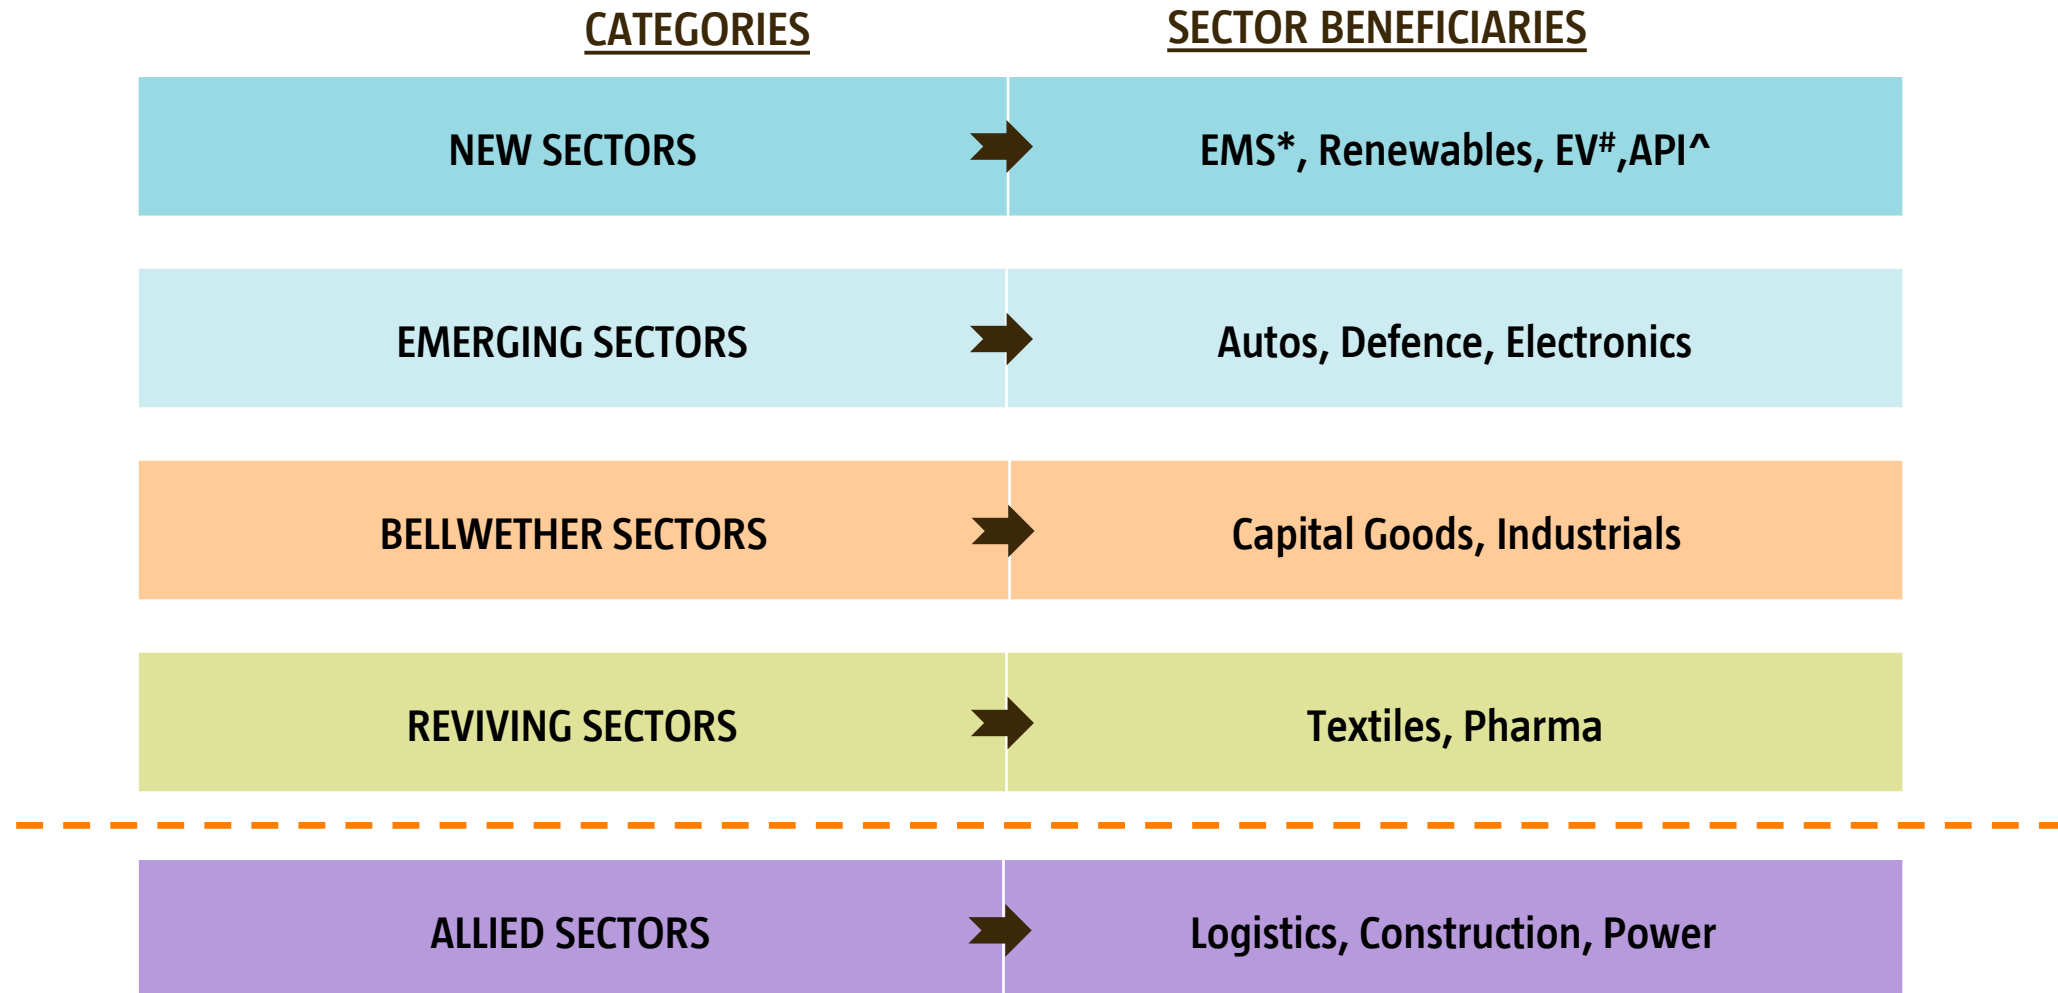 CATEGORIES SECTOR BENEFICIARIES
NEW SECTORS EMS*, Renewables, EV#,API^
EMERGING SECTORS Autos, Defence, Electronics
BELLWETHER SECTORS Capital Goods, Industrials
REVIVING SECTORS Textiles, Pharma
ALLIED SECTORS Logistics, Construction, Power